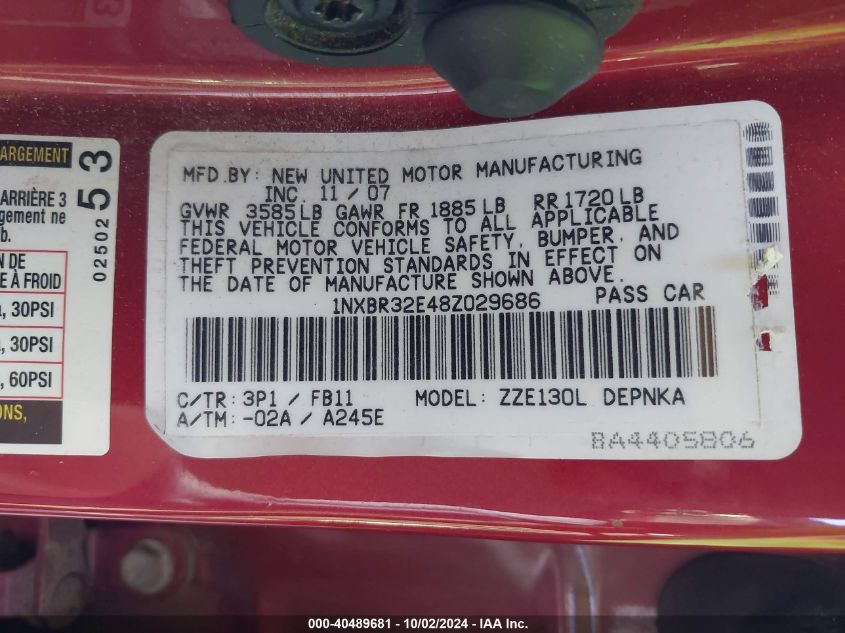 ARGEMENT
ARRIÈRE 3
gement ne
b.
N DE
E À FROID
a, 30PSI
a, 30PSI
, 60PSI
ONS,
02502
53
MFD.BY: NEW UNITED MOTOR MANUFACTURING
INC. 11 / 07
GVWR 3585LB GAWR FR 1885LB RR 1720LB
THIS VEHICLE CONFORMS TO ALL APPLICABLE
FEDERAL MOTOR VEHICLE SAFETY, BUMPER, AND
THEFT PREVENTION STANDARDS IN EFFECT ON
THE DATE OF MANUFACTURE SHOWN ABOVE.
1NXBR32E48Z029686 PASS CAR
C/TR: 3P1 / FB11 MODEL: ZZE130L DEPNKA
A/TM: -02A / A245E
BA4405806
000-40489681 - 10/02/2024 - IAA Inc.